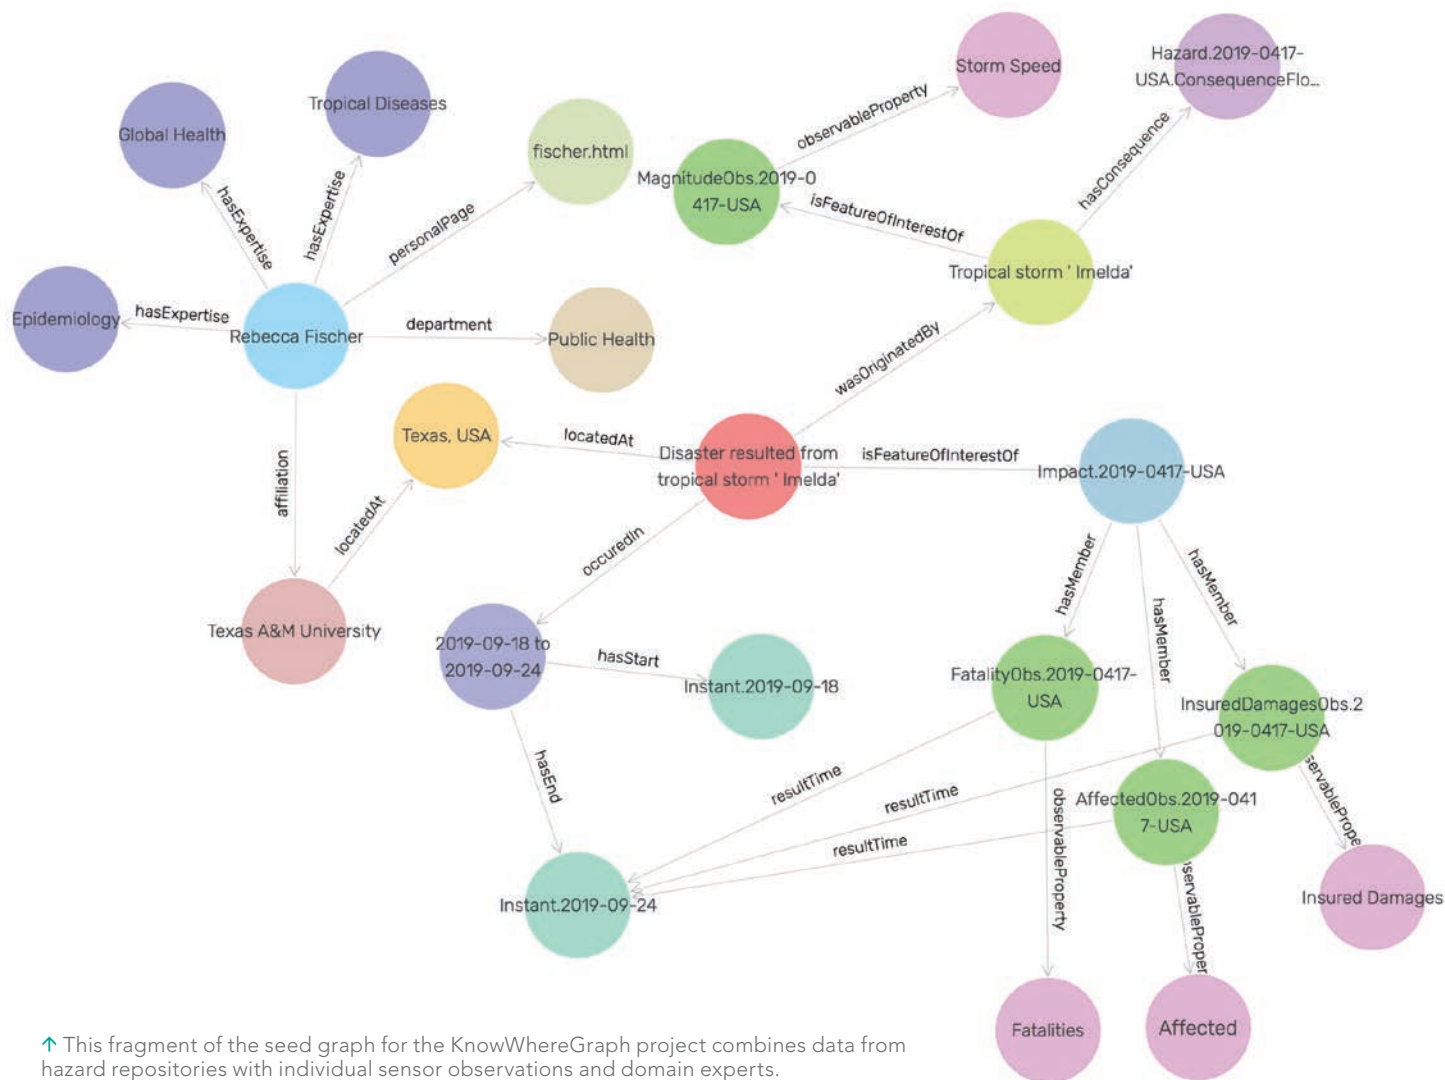 Storm Speed
Hazard.2019-0417-
USA.ConsequenceFlo...
Tropical Diseases
Global Health
fischer.html
observableProperty
hasConsequence
MagnitudeObs.2019-0
417-USA
isFeatureOfInterestOf
hasExpertise
hasExpertise
personalPage
Tropical storm ' Imelda'
Epidemiology
hasExpertise
Rebecca Fischer
department
Public Health
wasOriginatedBy
Texas, USA
locatedAt
Disaster resulted from
tropical storm ' Imelda'
isFeatureOfInterestOf
Impact.2019-0417-USA
affiliation
locatedAt
occuredIn
hasMember
hasMember
hasMember
Texas A&M University
2019-09-18 to
2019-09-24
hasStart
Instant.2019-09-18
FatalityObs.2019-0417-
USA
InsuredDamagesObs.2
019-0417-USA
hasEnd
resultTime
resultTime
resultTime
observableProperty
AffectedObs.2019-041
7-USA
servablePrope
servableProper
Instant.2019-09-24
Insured Damages
Fatalities
Affected
↑ This fragment of the seed graph for the KnowWhereGraph project combines data from
hazard repositories with individual sensor observations and domain experts.